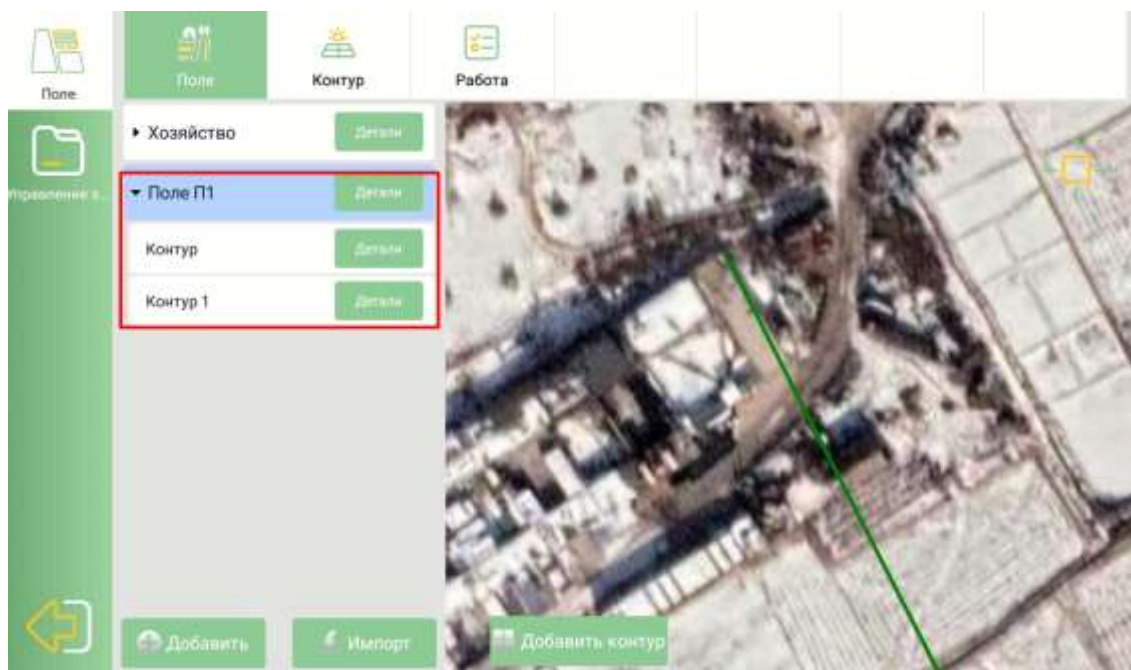 Поле
Контур
Работа
Поле
Хозяйство
Детали
Поле П1
Детали
Контур
Детали
Контур 1
Детали
Добавить
Импорт
Добавить контур